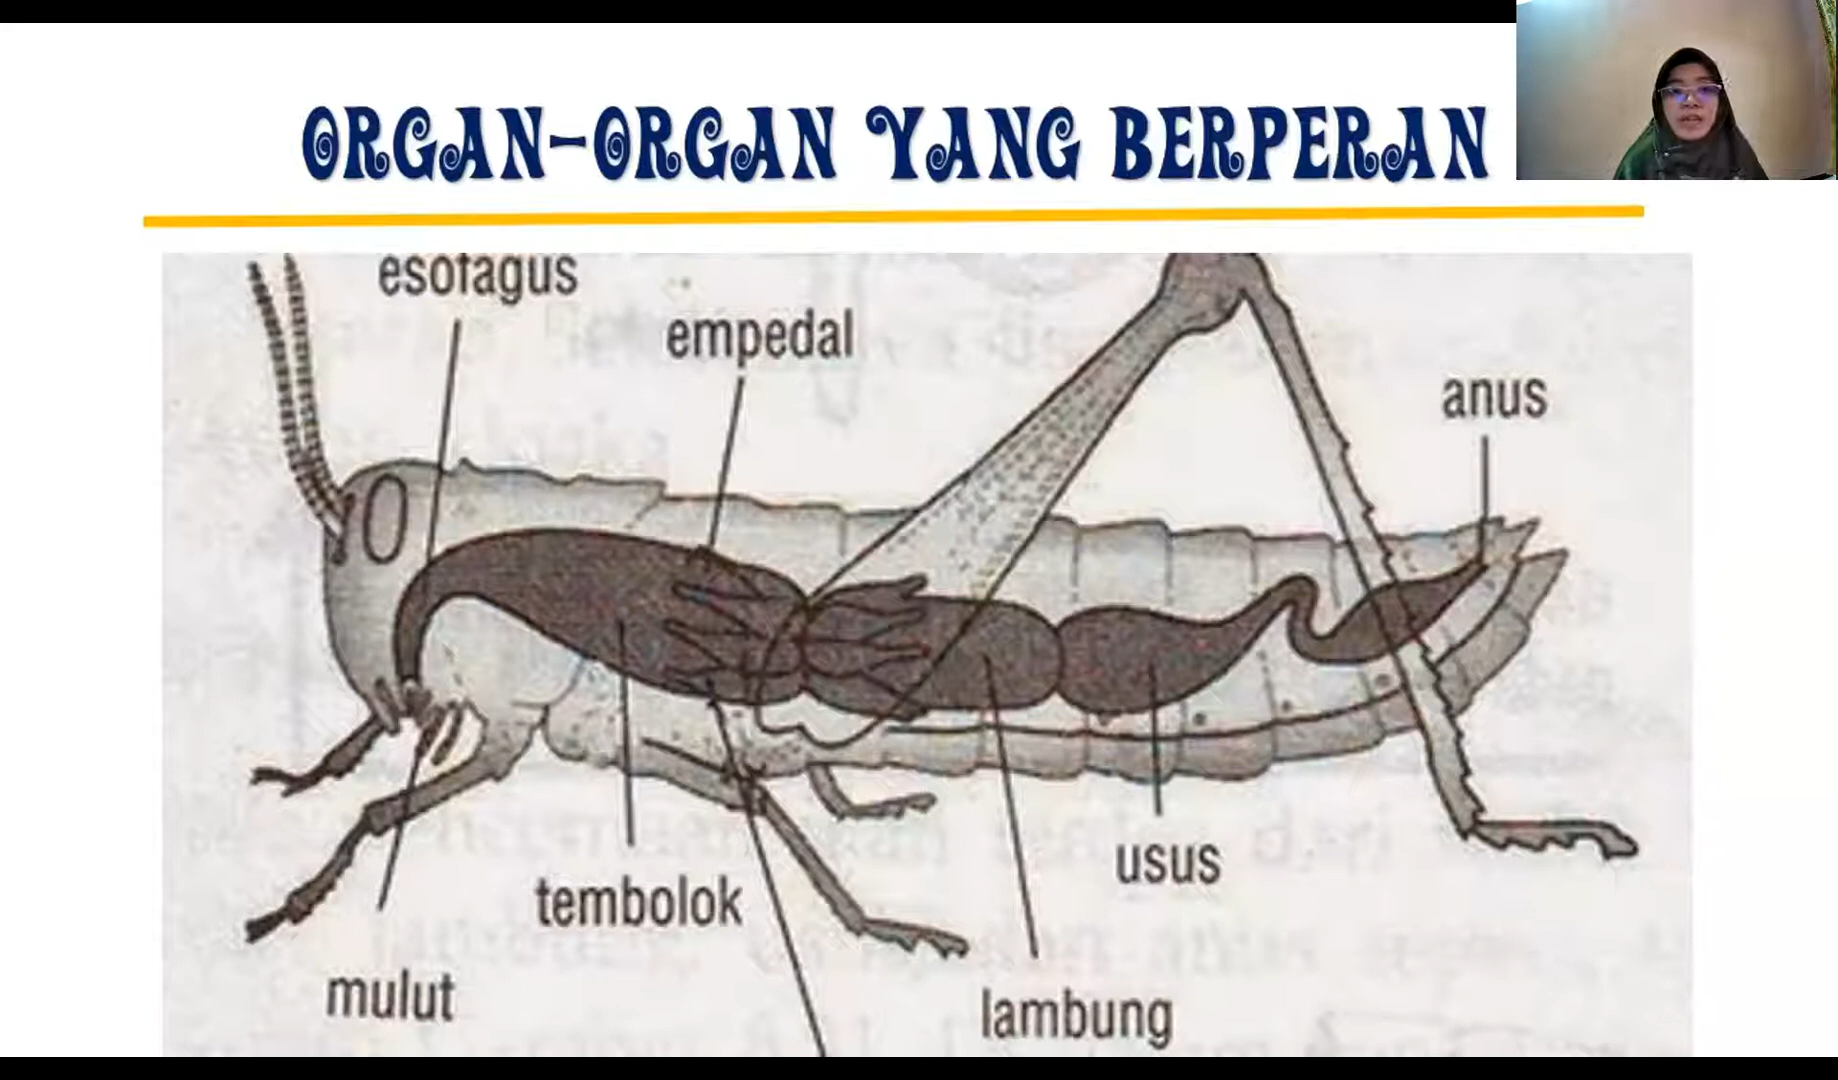 ORGAN-ORGAN YANG BERPERAN
esofagus
empedal
anus
usus
tembolok
mulut
lambung